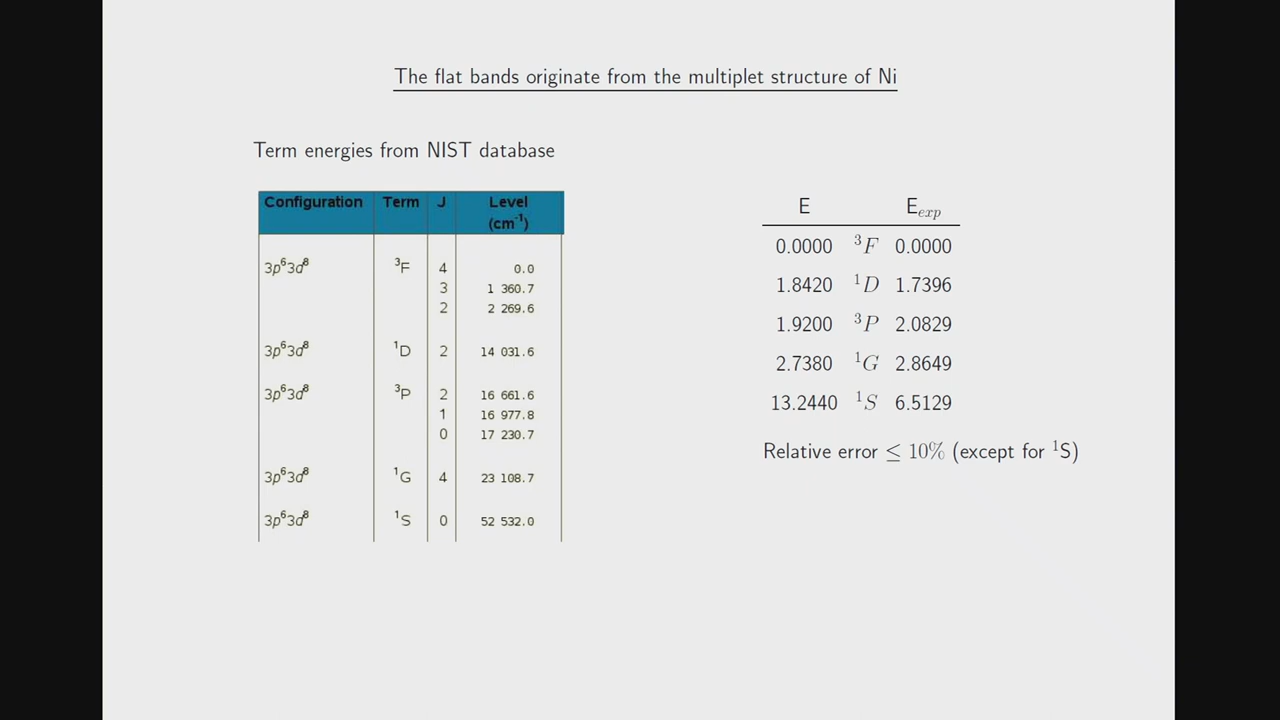 The flat bands originate from the multiplet structure of Ni
Term energies from NIST database
Configuration Term J Level (cm⁻¹)
3p⁶3d⁸ ³F 4 0.0
3 1 360.7
2 2 269.6
3p⁶3d⁸ ¹D 2 14 031.6
3p⁶3d⁸ ³P 2 16 661.6
1 16 977.8
0 17 230.7
3p⁶3d⁸ ¹G 4 23 108.7
3p⁶3d⁸ ¹S 0 52 532.0
E E_exp
0.0000 ³F 0.0000
1.8420 ¹D 1.7396
1.9200 ³P 2.0829
2.7380 ¹G 2.8649
13.2440 ¹S 6.5129
Relative error ≤ 10% (except for ¹S)